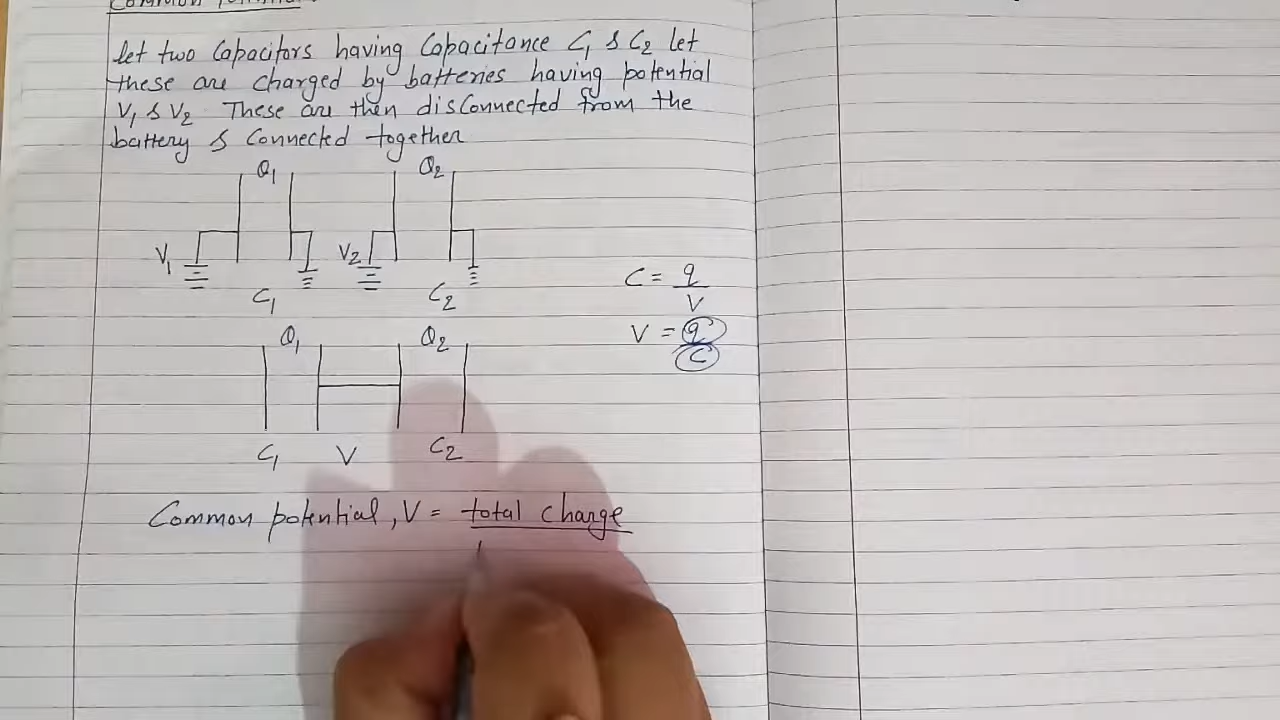 let two Capacitors having Capacitance C₁ & C₂ let
these are charged by batteries having potential
V₁ & V₂ These are then disConnected from the
battery & Connected together
Q₁ Q₂
V₁ V₂
C₁ C₂
C = q/V
V = q/C
Q₁ Q₂
C₁ V C₂
Common potential, V = total charge